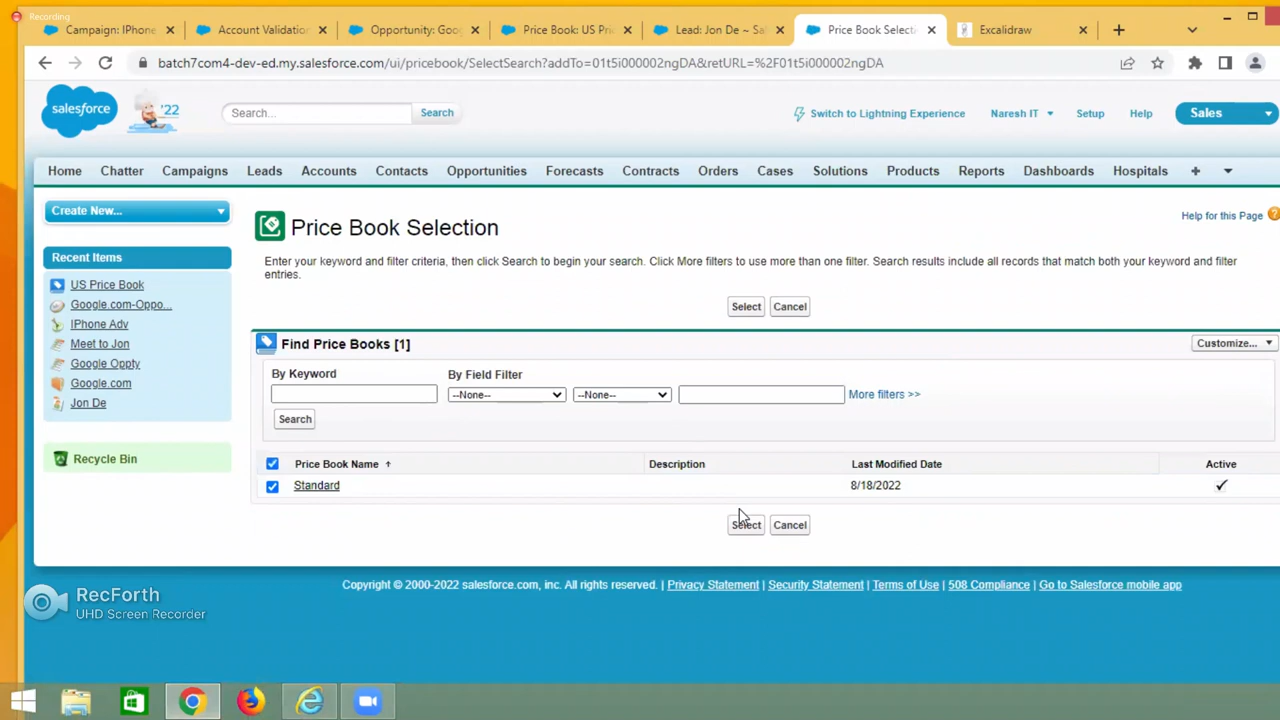 Recording
Campaign: IPhone
Account Validation
Opportunity: Goo
Price Book: US Pri
Lead: Jon De ~ Sa
Price Book Select
Excalidraw
batch7com4-dev-ed.my.salesforce.com/ui/pricebook/SelectSearch?addTo=01t5i000002ngDA&retURL=%2F01t5i000002ngDA
salesforce
'22
Search...
Search
Switch to Lightning Experience
Naresh IT
Setup
Help
Sales
Home
Chatter
Campaigns
Leads
Accounts
Contacts
Opportunities
Forecasts
Contracts
Orders
Cases
Solutions
Products
Reports
Dashboards
Hospitals
+
Create New...
Recent Items
US Price Book
Google.com-Oppo...
IPhone Adv
Meet to Jon
Google Oppty
Google.com
Jon De
Recycle Bin
Price Book Selection
Help for this Page
Enter your keyword and filter criteria, then click Search to begin your search. Click More filters to use more than one filter. Search results include all records that match both your keyword and filter
entries.
Select Cancel
Find Price Books [1]
Customize...
By Keyword
By Field Filter
--None--
--None--
More filters >>
Search
Price Book Name
Description
Last Modified Date
Active
Standard
8/18/2022
Select Cancel
Copyright © 2000-2022 salesforce.com, inc. All rights reserved. | Privacy Statement | Security Statement | Terms of Use | 508 Compliance | Go to Salesforce mobile app
RecForth
UHD Screen Recorder